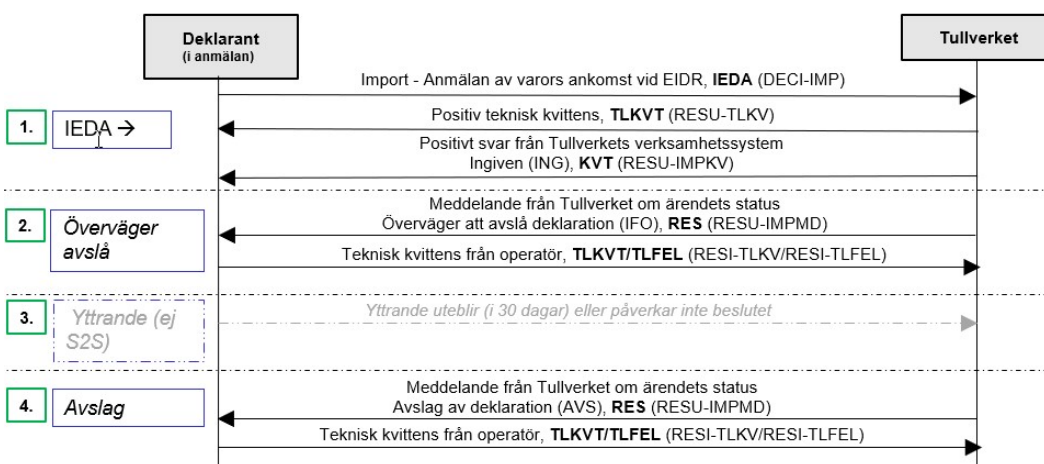 Deklarant
(i anmälan)
Tullverket
Import - Anmälan av varors ankomst vid EIDR, IEDA (DECI-IMP)
1.
IEDA →
Positiv teknisk kvittens, TLKVT (RESU-TLKV)
Positivt svar från Tullverkets verksamhetssystem
Ingiven (ING), KVT (RESU-IMPKV)
2.
Överväger
avslå
Meddelande från Tullverket om ärendets status
Överväger att avslå deklaration (IFO), RES (RESU-IMPMD)
Teknisk kvittens från operatör, TLKVT/TLFEL (RESI-TLKV/RESI-TLFEL)
3.
Yttrande (ej
S2S)
Yttrande uteblir (i 30 dagar) eller påverkar inte beslutet
4.
Avslag
Meddelande från Tullverket om ärendets status
Avslag av deklaration (AVS), RES (RESU-IMPMD)
Teknisk kvittens från operatör, TLKVT/TLFEL (RESI-TLKV/RESI-TLFEL)